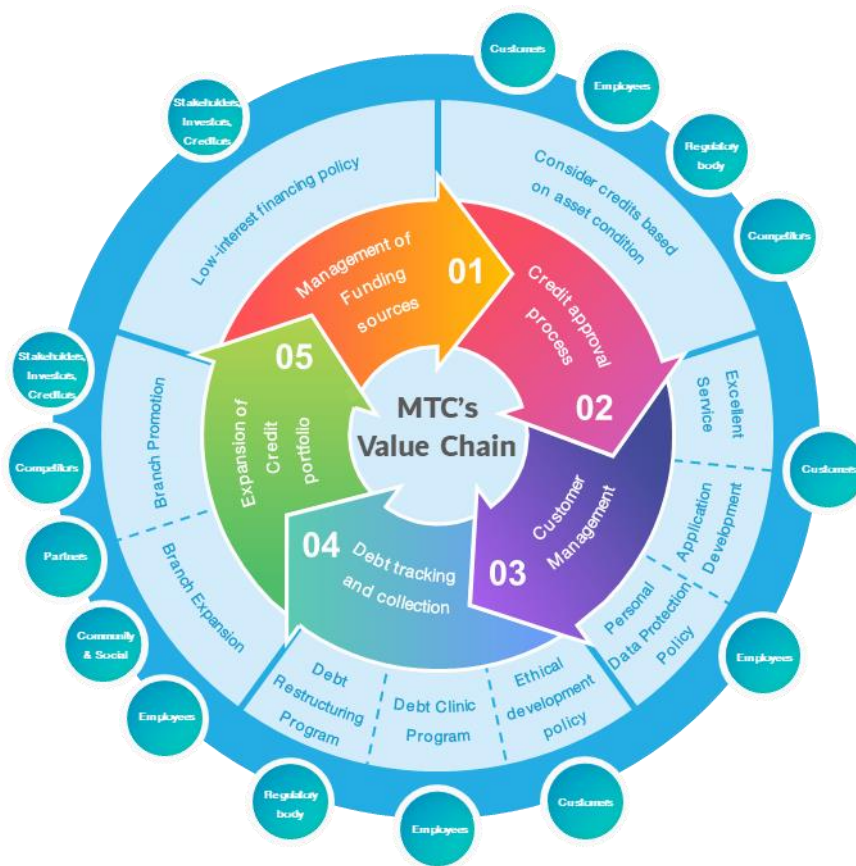 MTC's
Value Chain
01
Management of
Funding
sources
Low-interest financing policy
Stakeholders,
Investors,
Creditors
02
Credit approval
process
Consider credits based
on asset condition
Customers
Employees
Regulatory
body
Competitors
03
Customer
Management
Excellent
Service
Application
Development
Personal
Data Protection
Policy
Customers
Employees
04
Debt tracking
and collection
Ethical
development
policy
Debt Clinic
Program
Debt
Restructuring
Program
Customers
Employees
Regulatory
body
05
Expansion of
Credit
portfolio
Branch Expansion
Branch Promotion
Employees
Community
& Social
Partners
Competitors
Stakeholders,
Investors,
Creditors